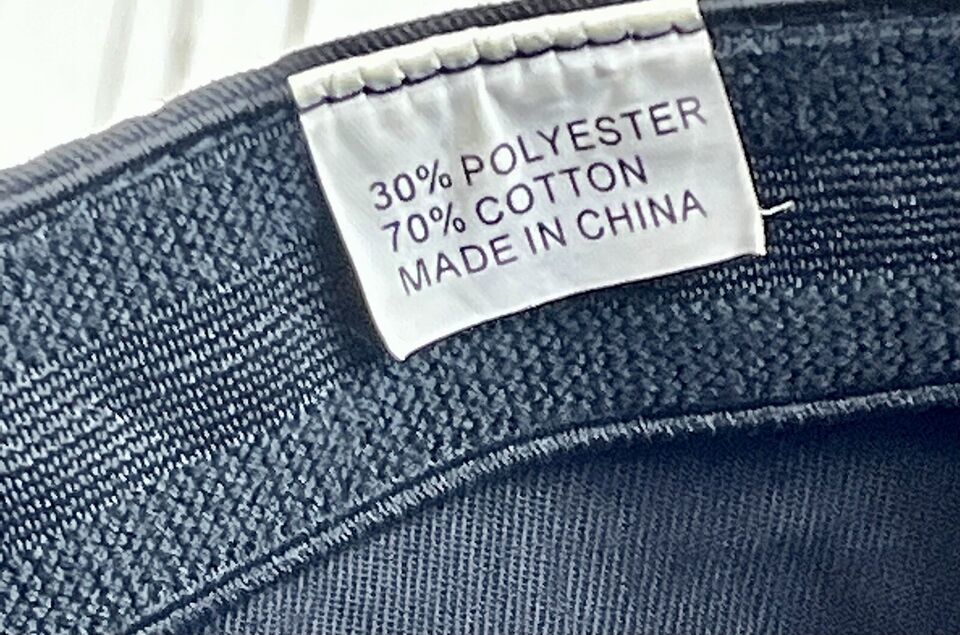 30% POLYESTER
70% COTTON
MADE IN CHINA